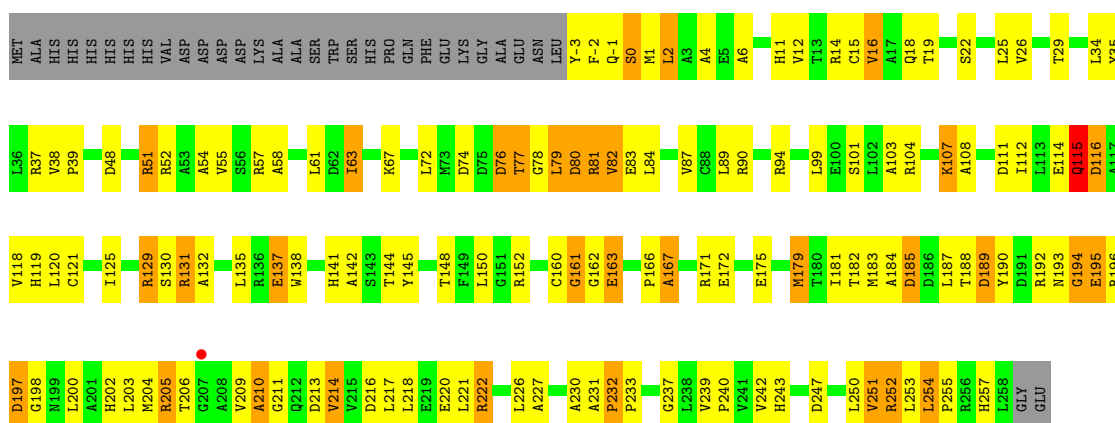 MET ALA HIS HIS HIS HIS HIS HIS VAL ASP ASP ASP ASP LYS ALA ALA SER TRP SER HIS PRO GLN PHE GLU LYS GLY ALA GLU ASN LEU Y-3 F-2 Q-1 S0 M1 L2 A3 A4 E5 A6 H11 V12 T13 R14 C15 V16 A17 Q18 T19 S22 L25 V26 T29 L34 Y35
L36 R37 V38 P39 D48 R51 R52 A53 A54 V55 S56 R57 A58 L61 D62 I63 K67 L72 M73 D74 D75 D76 T77 G78 L79 D80 R81 V82 E83 L84 V87 C88 L89 R90 R94 L99 E100 S101 L102 A103 R104 K107 A108 D111 I112 L113 E114 Q115 D116 A117
V118 H119 L120 C121 I125 R129 S130 R131 A132 L135 R136 E137 W138 H141 A142 S143 T144 Y145 T148 F149 L150 G151 R152 C160 G161 G162 E163 P166 A167 R171 E172 E175 M179 T180 I181 T182 M183 A184 D185 D186 L187 T188 D189 Y190 D191 R192 N193 G194 E195 R196
D197 G198 N199 L200 A201 H202 L203 M204 R205 T206 G207 A208 V209 A210 G211 Q212 D213 V214 V215 D216 L217 L218 E219 E220 L221 R222 L226 A227 A230 A231 P232 P233 G237 L238 V239 P240 V241 V242 H243 D247 L250 V251 R252 L253 L254 P255 R256 H257 L258 GLY GLU